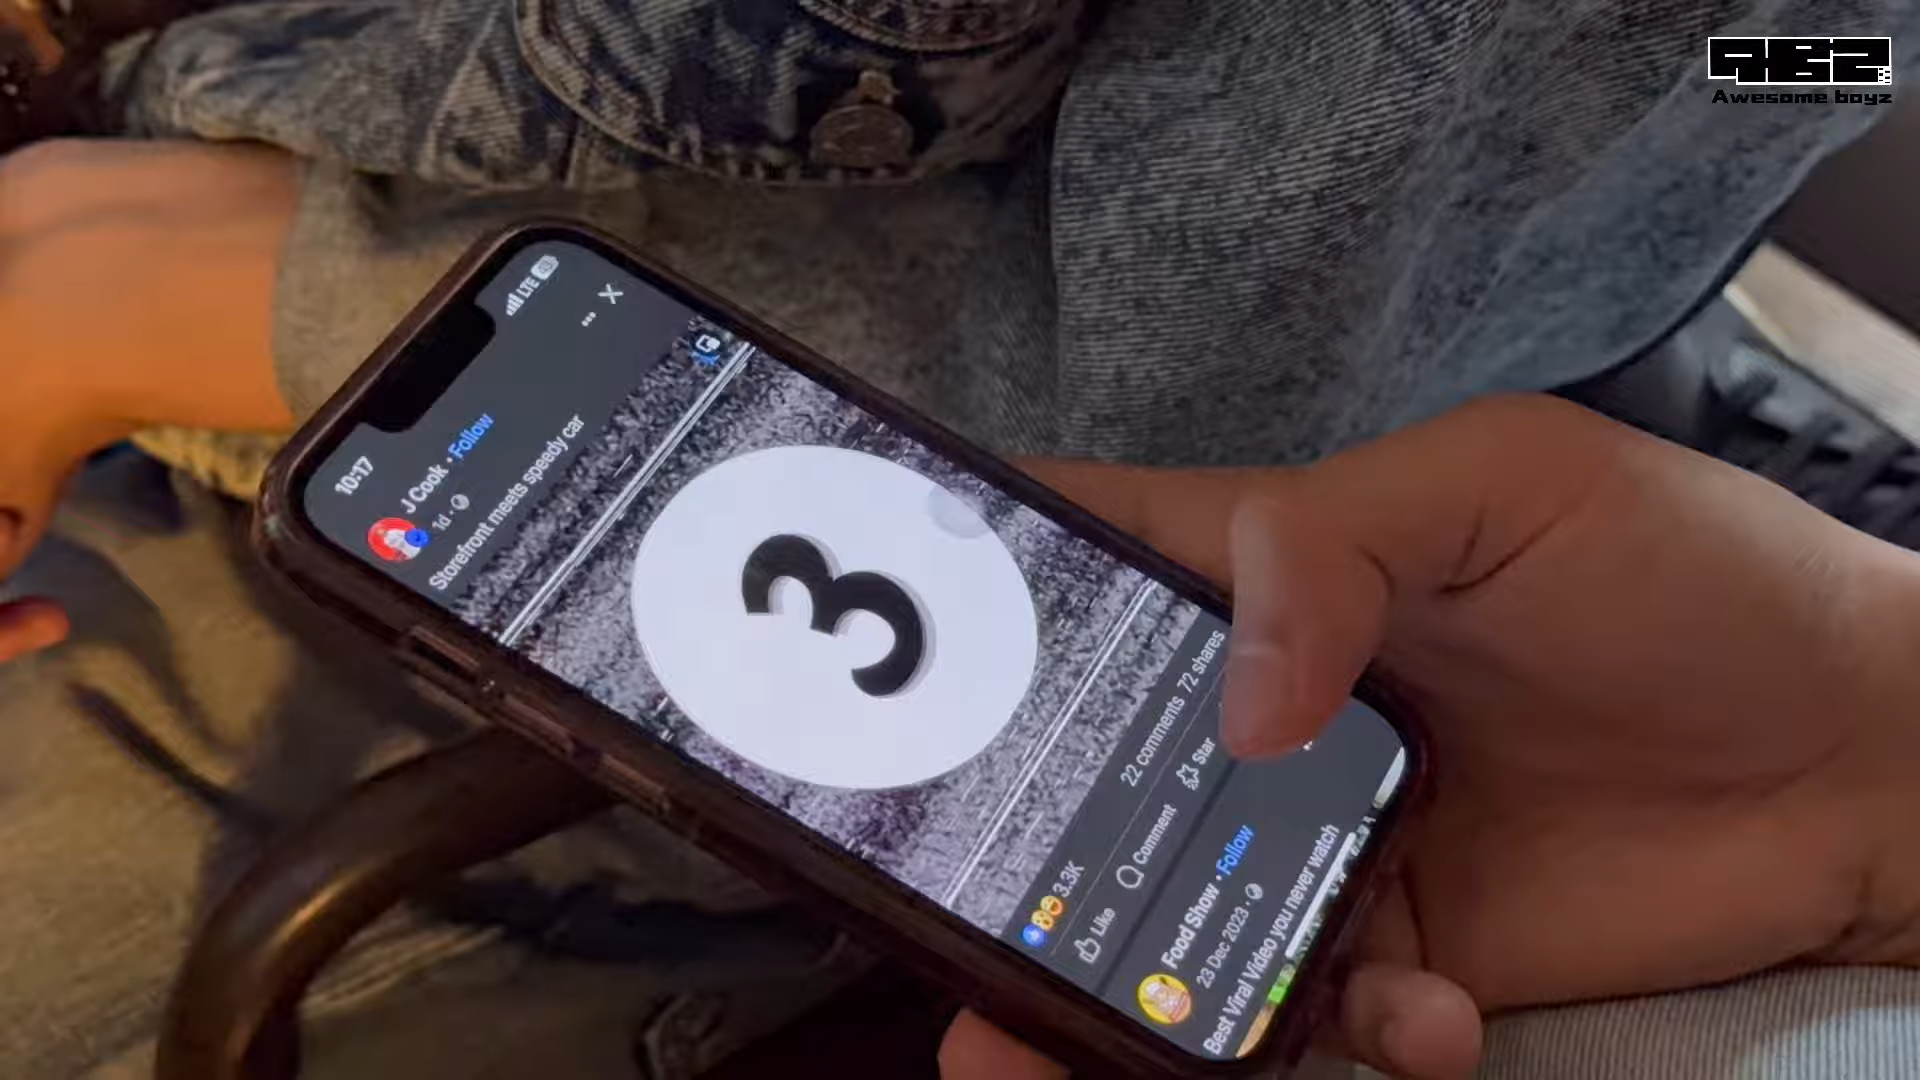 ABZ
Awesome boyz
10:17
LTE
J Cook · Follow
1d ·
Storefront meets speedy car
3
3.3K
22 comments 72 shares
Like
Comment
Star
Food Show · Follow
23 Dec 2023 ·
Best Viral Video you never watch